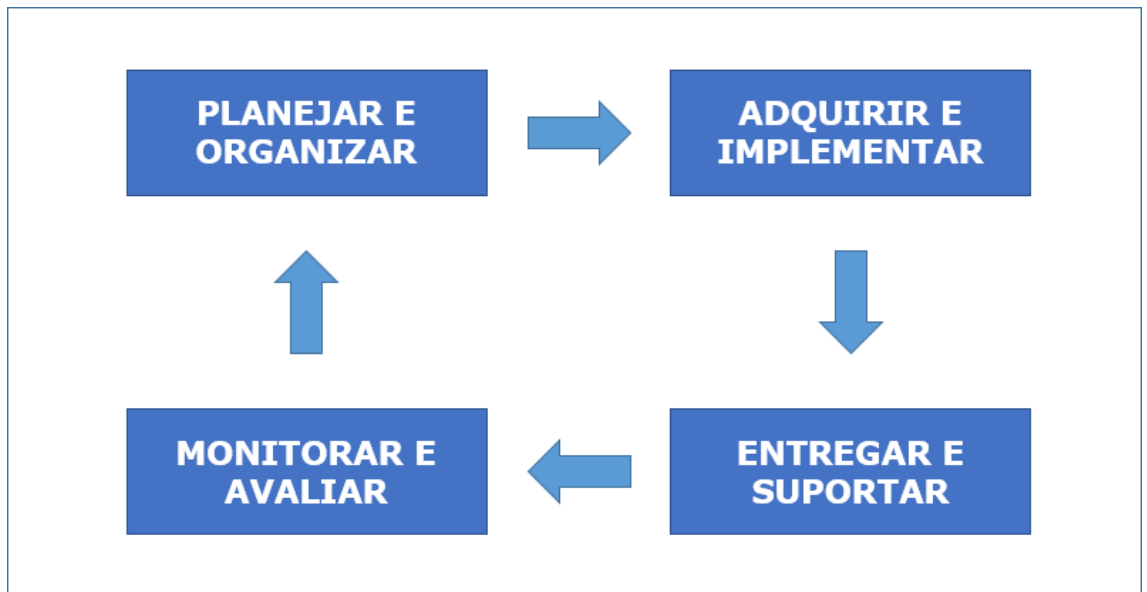 PLANEJAR E
ORGANIZAR
ADQUIRIR E
IMPLEMENTAR
MONITORAR E
AVALIAR
ENTREGAR E
SUPORTAR